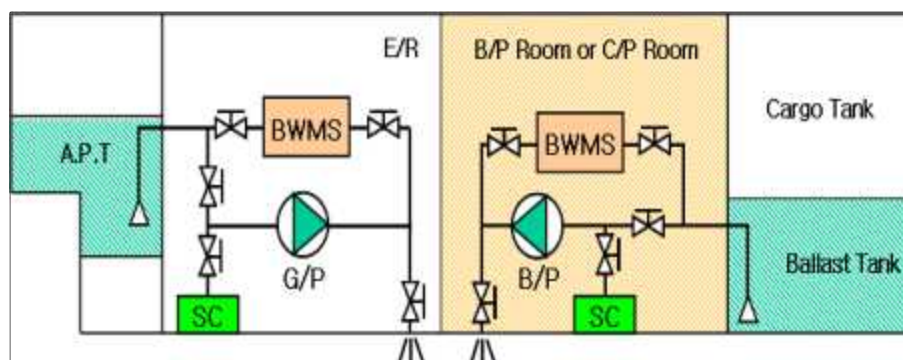 E/R
B/P Room or C/P Room
Cargo Tank
BWMS
BWMS
A.P.T
Ballast Tank
G/P
B/P
SC
SC